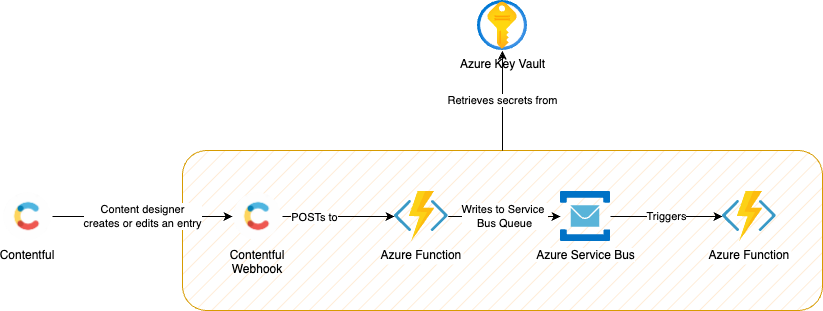 Azure Key Vault
Retrieves secrets from
Content designer
creates or edits an entry
POSTs to
Writes to Service
Bus Queue
Triggers
Contentful
Contentful
Webhook
Azure Function
Azure Service Bus
Azure Function